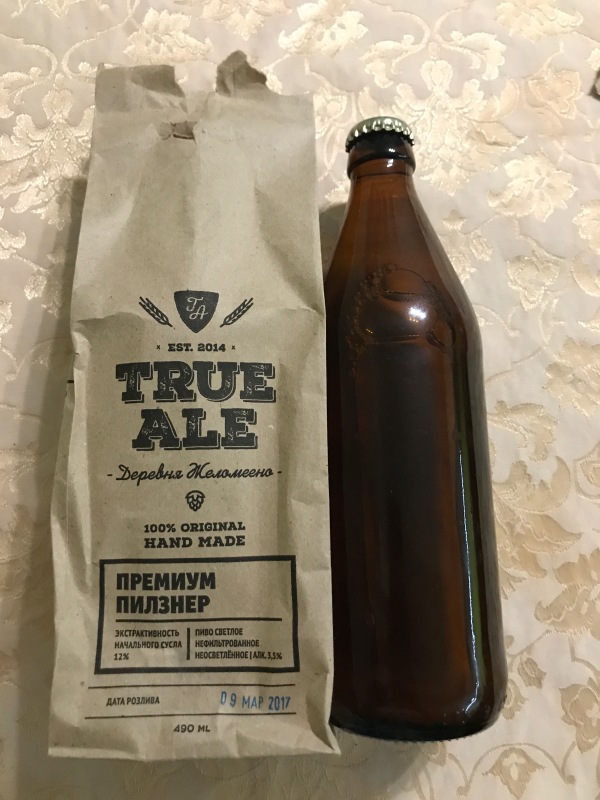 TA
× EST. 2014 ×
TRUE
ALE
- Деревня Желомеено -
100% ORIGINAL
HAND MADE
ПРЕМИУМ
ПИЛЗНЕР
ЭКСТРАКТИВНОСТЬ
НАЧАЛЬНОГО СУСЛА
12%
ПИВО СВЕТЛОЕ
НЕФИЛЬТРОВАННОЕ
НЕОСВЕТЛЁННОЕ | АЛК. 3,5%
ДАТА РОЗЛИВА 09 МАР 2017
490 ML